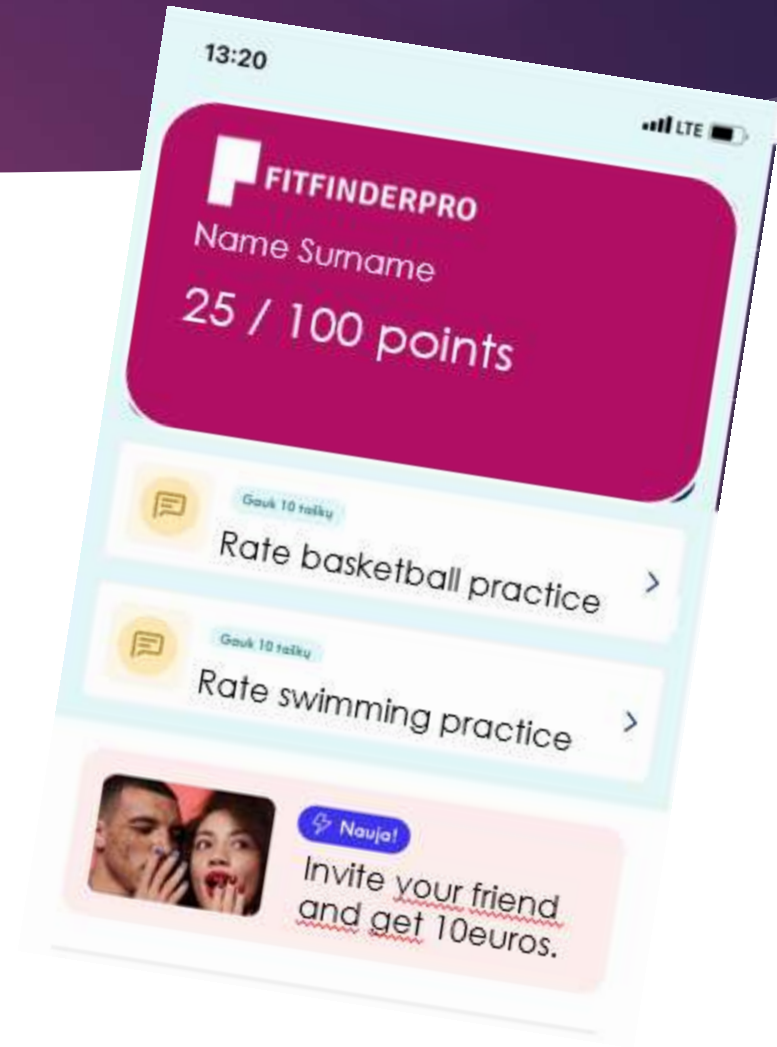 13:20
LTE
FITFINDERPRO
Name Surname
25 / 100 points
Gauk 10 taškų
Rate basketball practice
Gauk 10 taškų
Rate swimming practice
Nauja!
Invite your friend
and get 10euros.